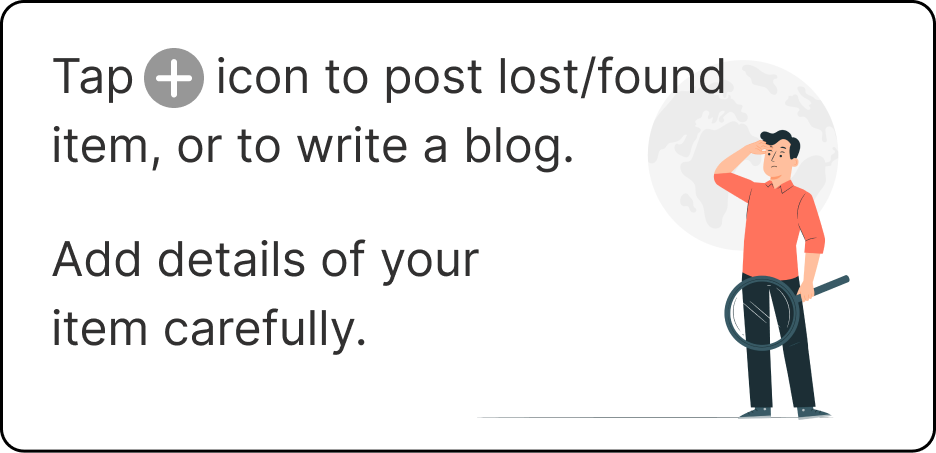 Tap + icon to post lost/found
item, or to write a blog.
Add details of your
item carefully.